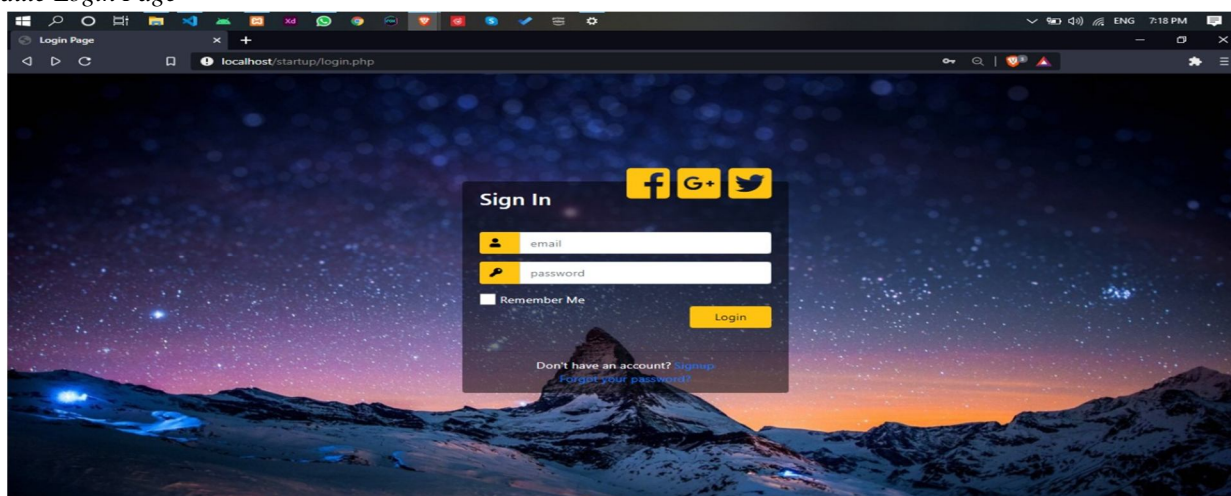 Login Page
ENG 7:18 PM
Login Page
localhost/startup/login.php
Sign In
G+
email
password
Remember Me
Login
Don't have an account? Signup
Forgot your password?